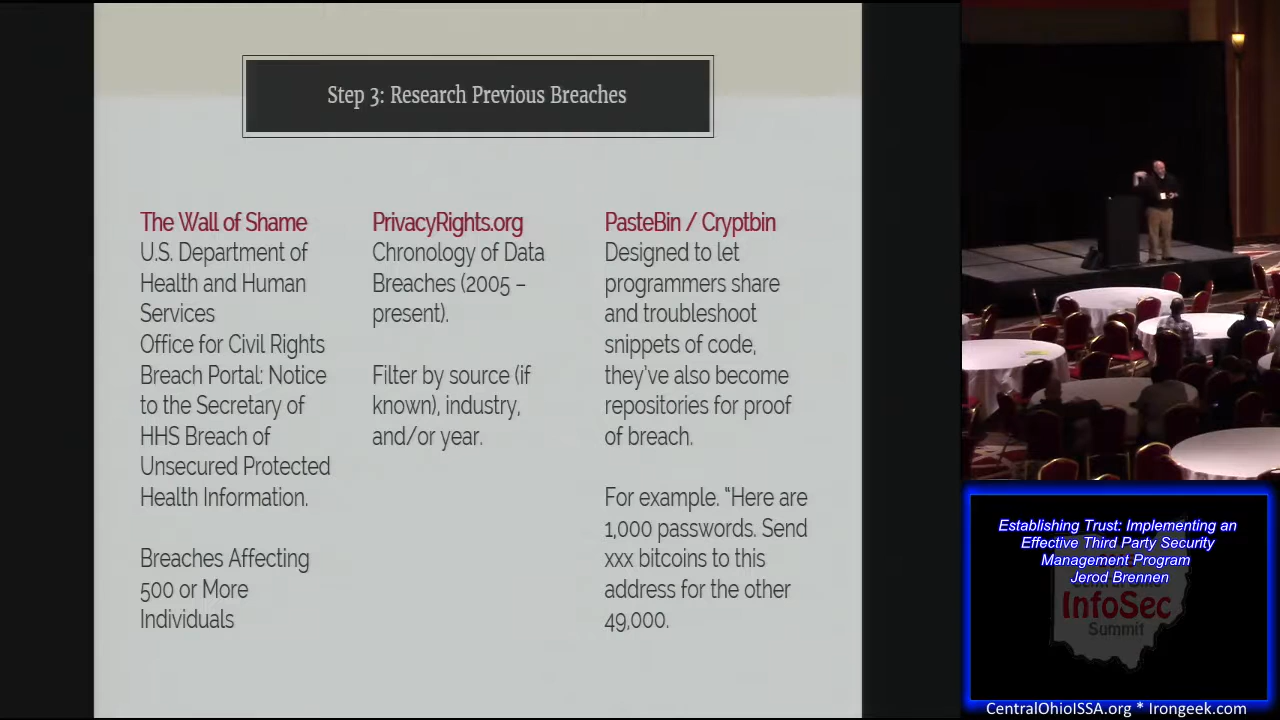 Step 3: Research Previous Breaches
The Wall of Shame
U.S. Department of
Health and Human
Services
Office for Civil Rights
Breach Portal: Notice
to the Secretary of
HHS Breach of
Unsecured Protected
Health Information.
Breaches Affecting
500 or More
Individuals
PrivacyRights.org
Chronology of Data
Breaches (2005 –
present).
Filter by source (if
known), industry,
and/or year.
PasteBin / Cryptbin
Designed to let
programmers share
and troubleshoot
snippets of code,
they've also become
repositories for proof
of breach.
For example. “Here are
1,000 passwords. Send
xxx bitcoins to this
address for the other
49,000.
Establishing Trust: Implementing an
Effective Third Party Security
Management Program
Jerod Brennen
InfoSec
Summit
CentralOhioISSA.org * Irongeek.com